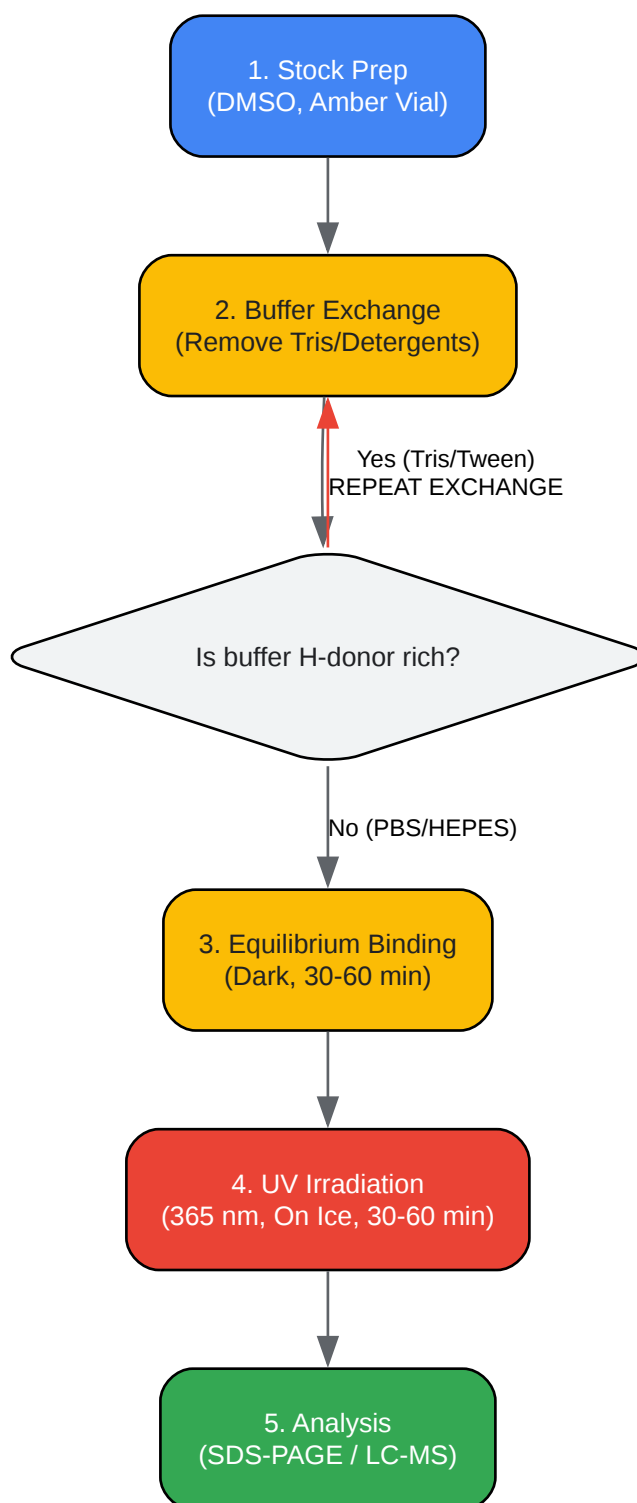 1. Stock Prep
(DMSO, Amber Vial)
2. Buffer Exchange
(Remove Tris/Detergents)
Yes (Tris/Tween)
REPEAT EXCHANGE
Is buffer H-donor rich?
No (PBS/HEPES)
3. Equilibrium Binding
(Dark, 30-60 min)
4. UV Irradiation
(365 nm, On Ice, 30-60 min)
5. Analysis
(SDS-PAGE / LC-MS)